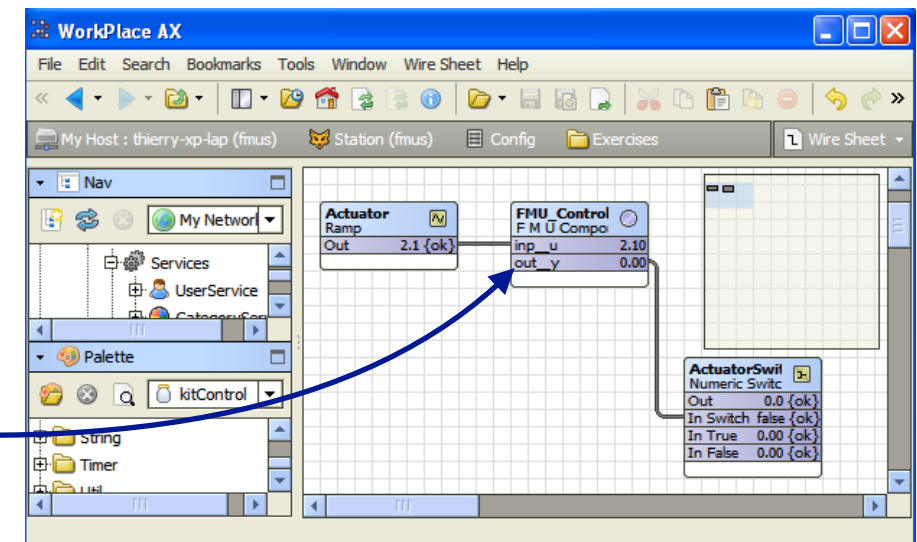 WorkPlace AX
File Edit Search Bookmarks Tools Window Wire Sheet Help
My Host : thierry-xp-lap (fmus) Station (fmus) Config Exercises Wire Sheet
Nav
My Networl
Services
UserService
Palette
kitControl
String
Timer
Actuator
Ramp
Out 2.1 {ok}
FMU_Control
F M U Compo
inp__u 2.10
out__y 0.00
ActuatorSwit
Numeric Switc
Out 0.0 {ok}
In Switch false {ok}
In True 0.00 {ok}
In False 0.00 {ok}